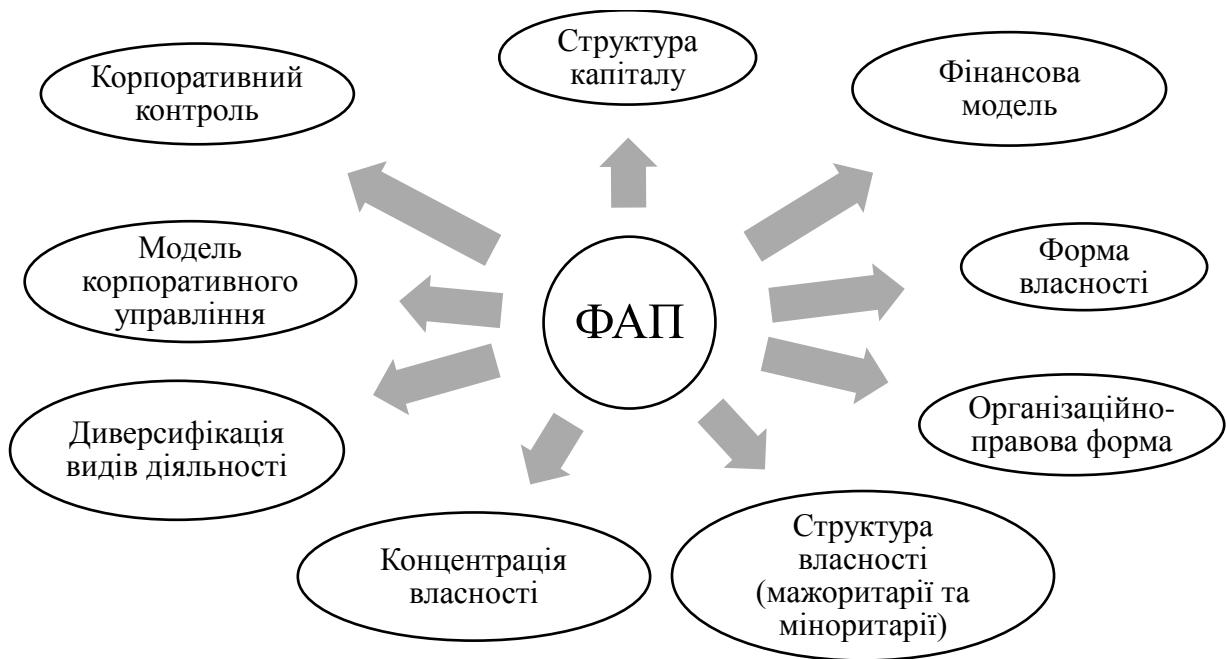 Структура
капіталу
Корпоративний
контроль
Фінансова
модель
Модель
корпоративного
управління
Форма
власності
ФАП
Диверсифікація
видів діяльності
Організаційно-
правова форма
Концентрація
власності
Структура
власності
(мажоритарії та
міноритарії)